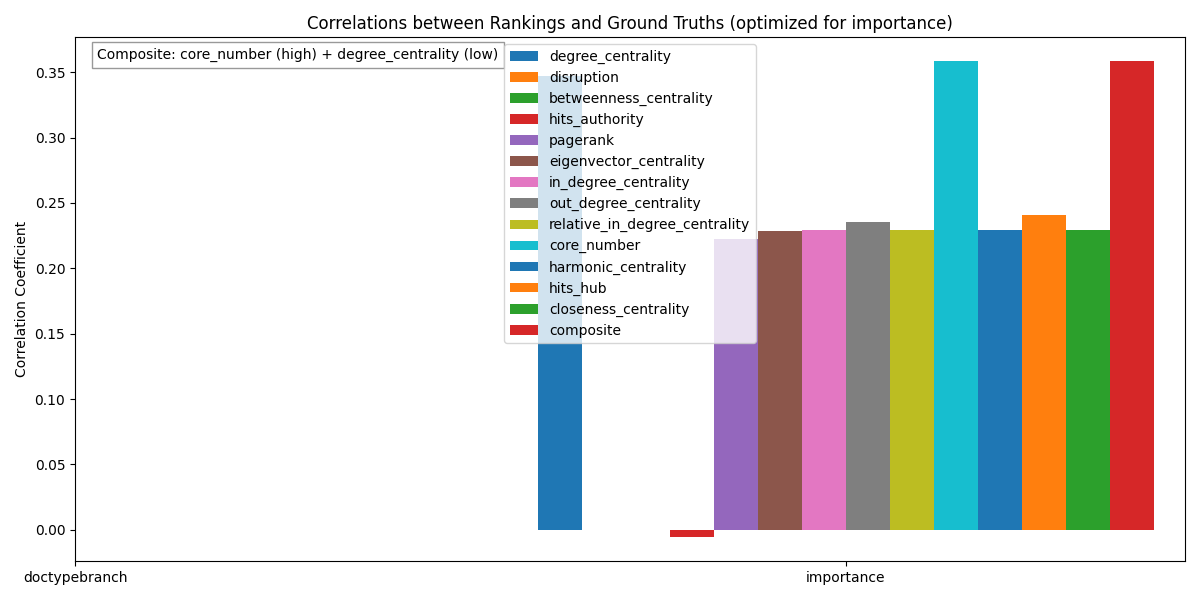 Correlations between Rankings and Ground Truths (optimized for importance)
Composite: core_number (high) + degree_centrality (low)
degree_centrality
disruption
betweenness_centrality
hits_authority
pagerank
eigenvector_centrality
in_degree_centrality
out_degree_centrality
relative_in_degree_centrality
core_number
harmonic_centrality
hits_hub
closeness_centrality
composite
Correlation Coefficient
0.35
0.30
0.25
0.20
0.15
0.10
0.05
0.00
doctypebranch
importance